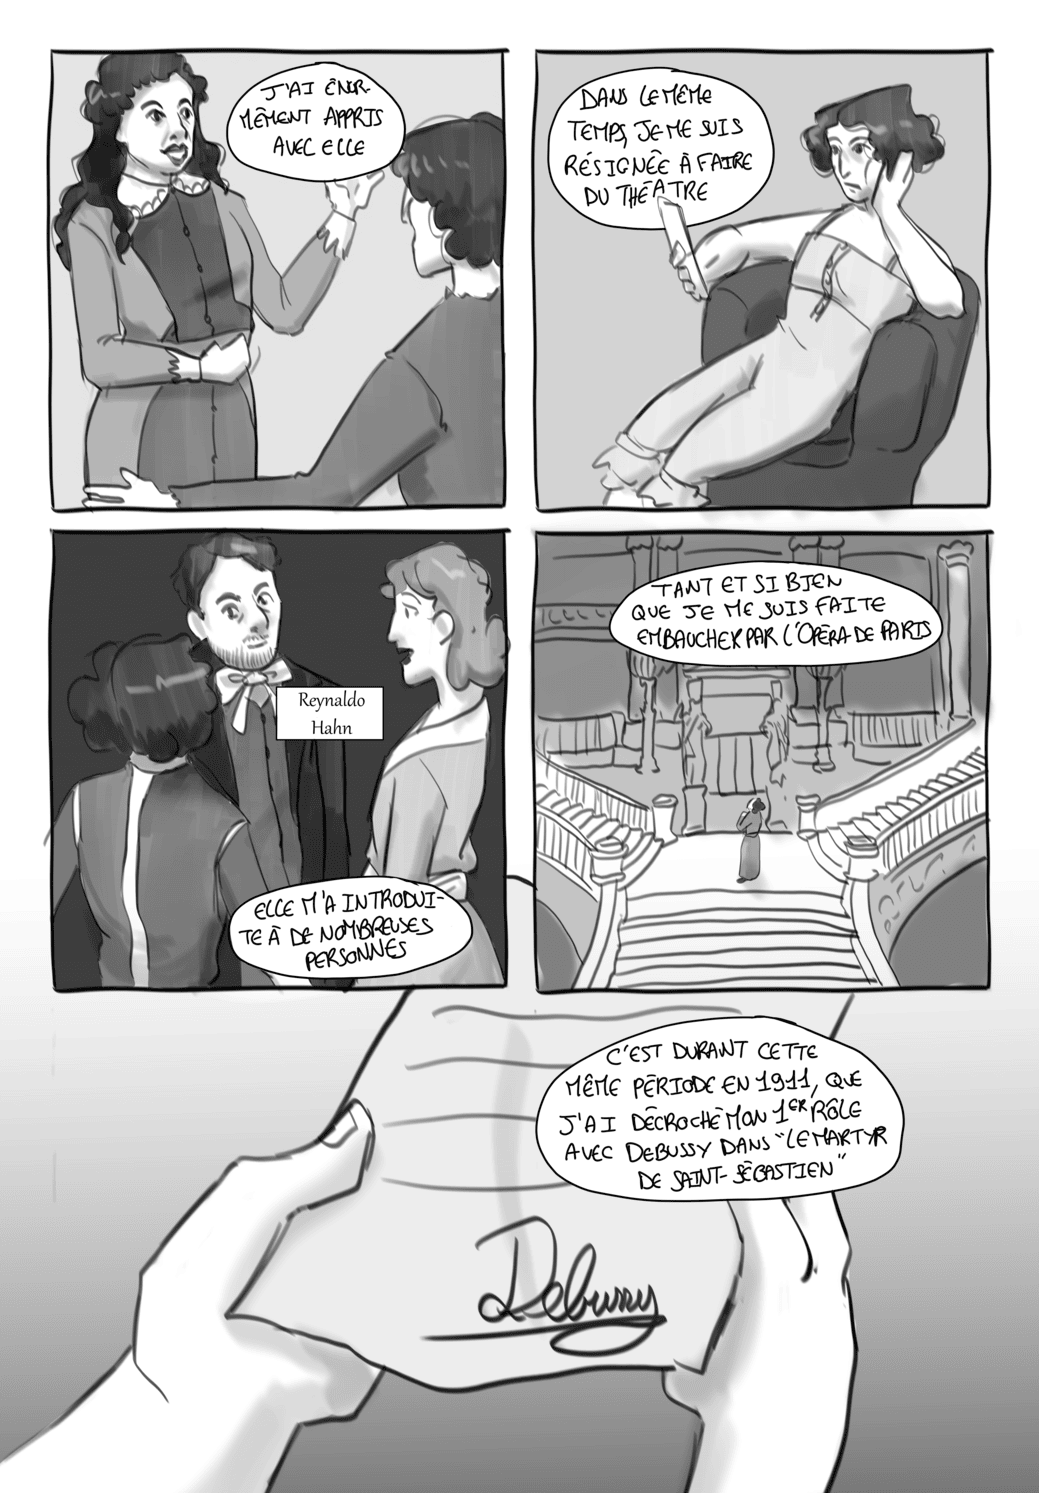 J'AI ÉNOR-
MÉMENT APPRIS
AVEC ELLE
DANS LE MÊME
TEMPS, JE ME SUIS
RÉSIGNÉE À FAIRE
DU THÉATRE
Reynaldo
Hahn
ELLE M'A INTRODUI-
TE À DE NOMBREUSES
PERSONNES
TANT ET SI BIEN
QUE JE ME SUIS FAITE
EMBAUCHER PAR L'OPÉRA DE PARIS
C'EST DURANT CETTE
MÊME PÉRIODE EN 1911, QUE
J'AI DÉCROCHÉ MON 1ER RÔLE
AVEC DEBUSSY DANS "LE MARTYR
DE SAINT-SÉBASTIEN"
Debussy